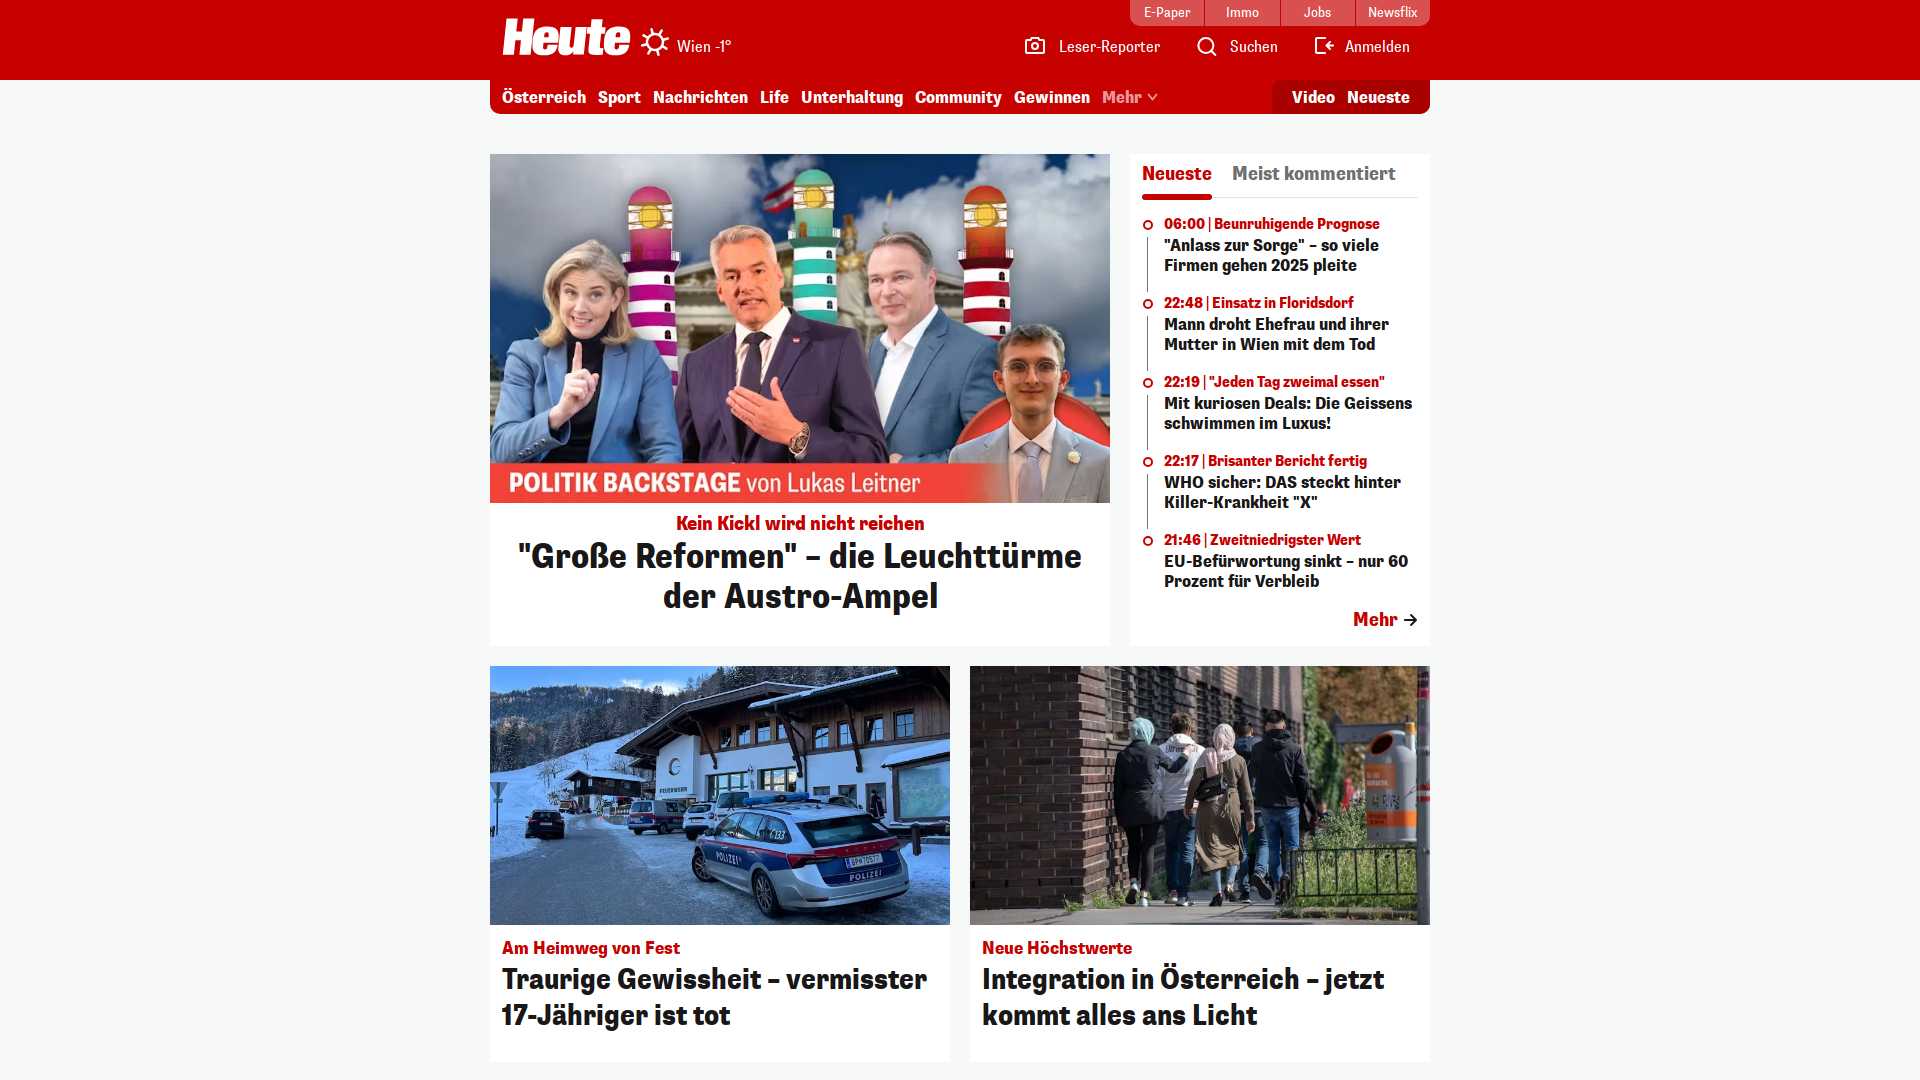 E-Paper
Immo
Jobs
Newsflix
Heute
Wien -1°
Leser-Reporter
Suchen
Anmelden
Österreich
Sport
Nachrichten
Life
Unterhaltung
Community
Gewinnen
Mehr
Video
Neueste
POLITIK BACKSTAGE von Lukas Leitner
Kein Kickl wird nicht reichen
"Große Reformen" – die Leuchttürme
der Austro-Ampel
Neueste
Meist kommentiert
06:00 | Beunruhigende Prognose
"Anlass zur Sorge" – so viele
Firmen gehen 2025 pleite
22:48 | Einsatz in Floridsdorf
Mann droht Ehefrau und ihrer
Mutter in Wien mit dem Tod
22:19 | "Jeden Tag zweimal essen"
Mit kuriosen Deals: Die Geissens
schwimmen im Luxus!
22:17 | Brisanter Bericht fertig
WHO sicher: DAS steckt hinter
Killer-Krankheit "X"
21:46 | Zweitniedrigster Wert
EU-Befürwortung sinkt – nur 60
Prozent für Verbleib
Mehr
FEUERWEHR
133
POLIZEI
BP 70577
POLIZEI
Am Heimweg von Fest
Traurige Gewissheit – vermisster
17-Jähriger ist tot
Neue Höchstwerte
Integration in Österreich – jetzt
kommt alles ans Licht